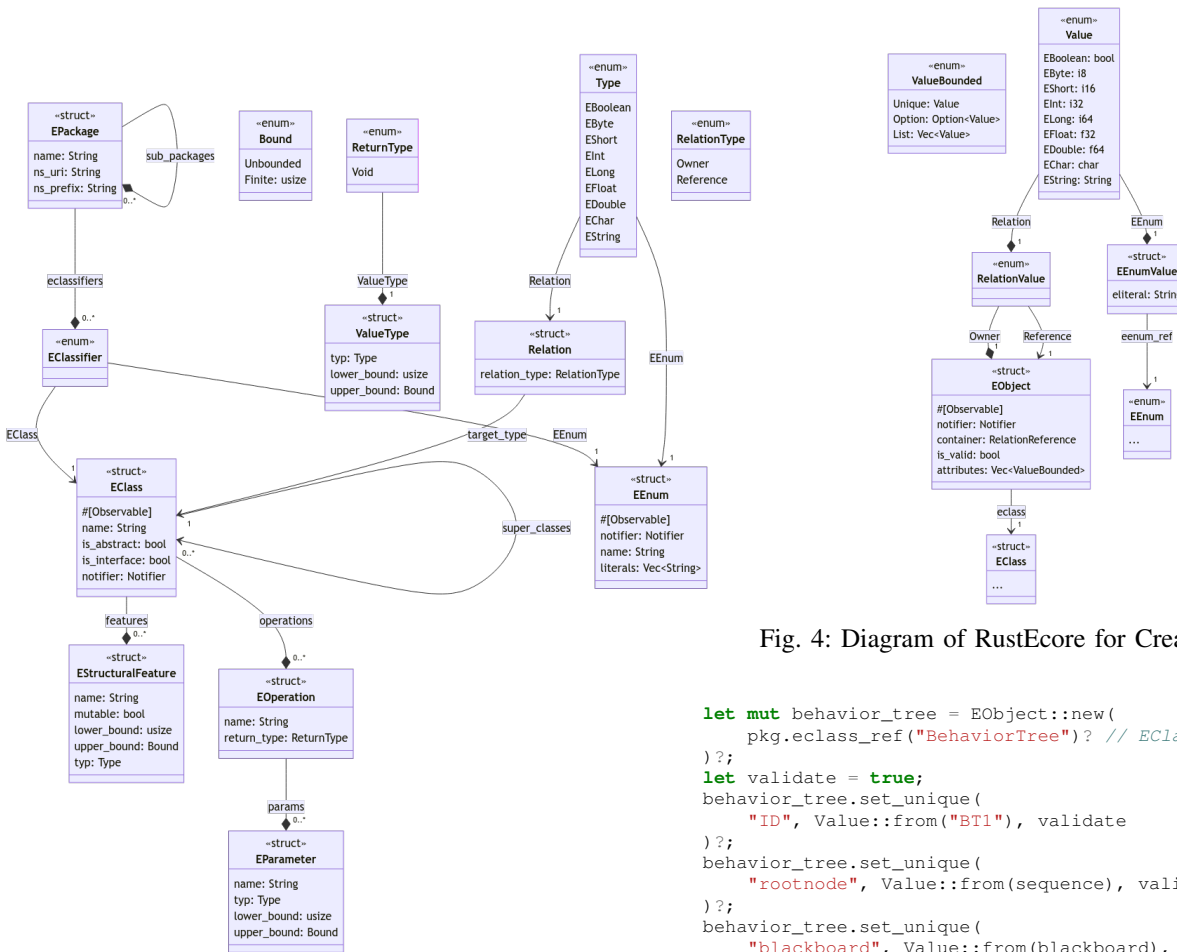 «struct»
EPackage
name: String
ns_uri: String
ns_prefix: String
sub_packages
0..*
«enum»
Bound
Unbounded
Finite: usize
«enum»
ReturnType
Void
«enum»
Type
EBoolean
EByte
EShort
EInt
ELong
EFloat
EDouble
EChar
EString
«enum»
RelationType
Owner
Reference
eclassifiers
0..*
ValueType
1
Relation
1
EEnum
1
«enum»
EClassifier
«struct»
ValueType
typ: Type
lower_bound: usize
upper_bound: Bound
«struct»
Relation
relation_type: RelationType
EClass
1
target_type
1
EEnum
1
«struct»
EClass
#[Observable]
name: String
is_abstract: bool
is_interface: bool
notifier: Notifier
super_classes
0..*
«struct»
EEnum
#[Observable]
notifier: Notifier
name: String
literals: Vec<String>
features
0..*
operations
0..*
«struct»
EStructuralFeature
name: String
mutable: bool
lower_bound: usize
upper_bound: Bound
typ: Type
«struct»
EOperation
name: String
return_type: ReturnType
params
0..*
«struct»
EParameter
name: String
typ: Type
lower_bound: usize
upper_bound: Bound
«enum»
ValueBounded
Unique: Value
Option: Option<Value>
List: Vec<Value>
«enum»
Value
EBoolean: bool
EByte: i8
EShort: i16
EInt: i32
ELong: i64
EFloat: f32
EDouble: f64
EChar: char
EString: String
Relation
1
EEnum
1
«enum»
RelationValue
«struct»
EEnumValue
eliteral: Strin
Owner
1
Reference
1
eenum_ref
1
«struct»
EObject
#[Observable]
notifier: Notifier
container: RelationReference
is_valid: bool
attributes: Vec<ValueBounded>
«enum»
EEnum
...
eclass
1
«struct»
EClass
...
Fig. 4: Diagram of RustEcore for Crea
let mut behavior_tree = EObject::new(
pkg.eclass_ref("BehaviorTree")? // ECla
)?;
let validate = true;
behavior_tree.set_unique(
"ID", Value::from("BT1"), validate
)?;
behavior_tree.set_unique(
"rootnode", Value::from(sequence), vali
)?;
behavior_tree.set_unique(
"blackboard", Value::from(blackboard),